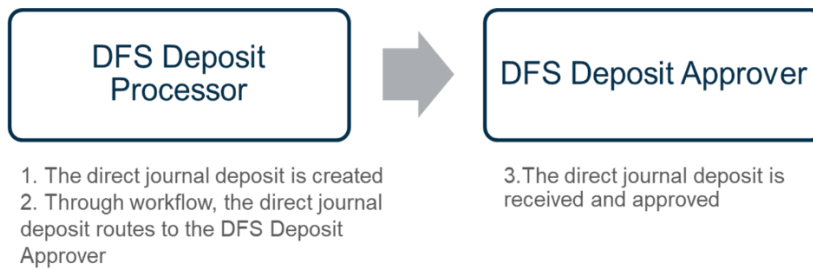 DFS Deposit
Processor
DFS Deposit Approver
1. The direct journal deposit is created
2. Through workflow, the direct journal
deposit routes to the DFS Deposit
Approver
3.The direct journal deposit is
received and approved